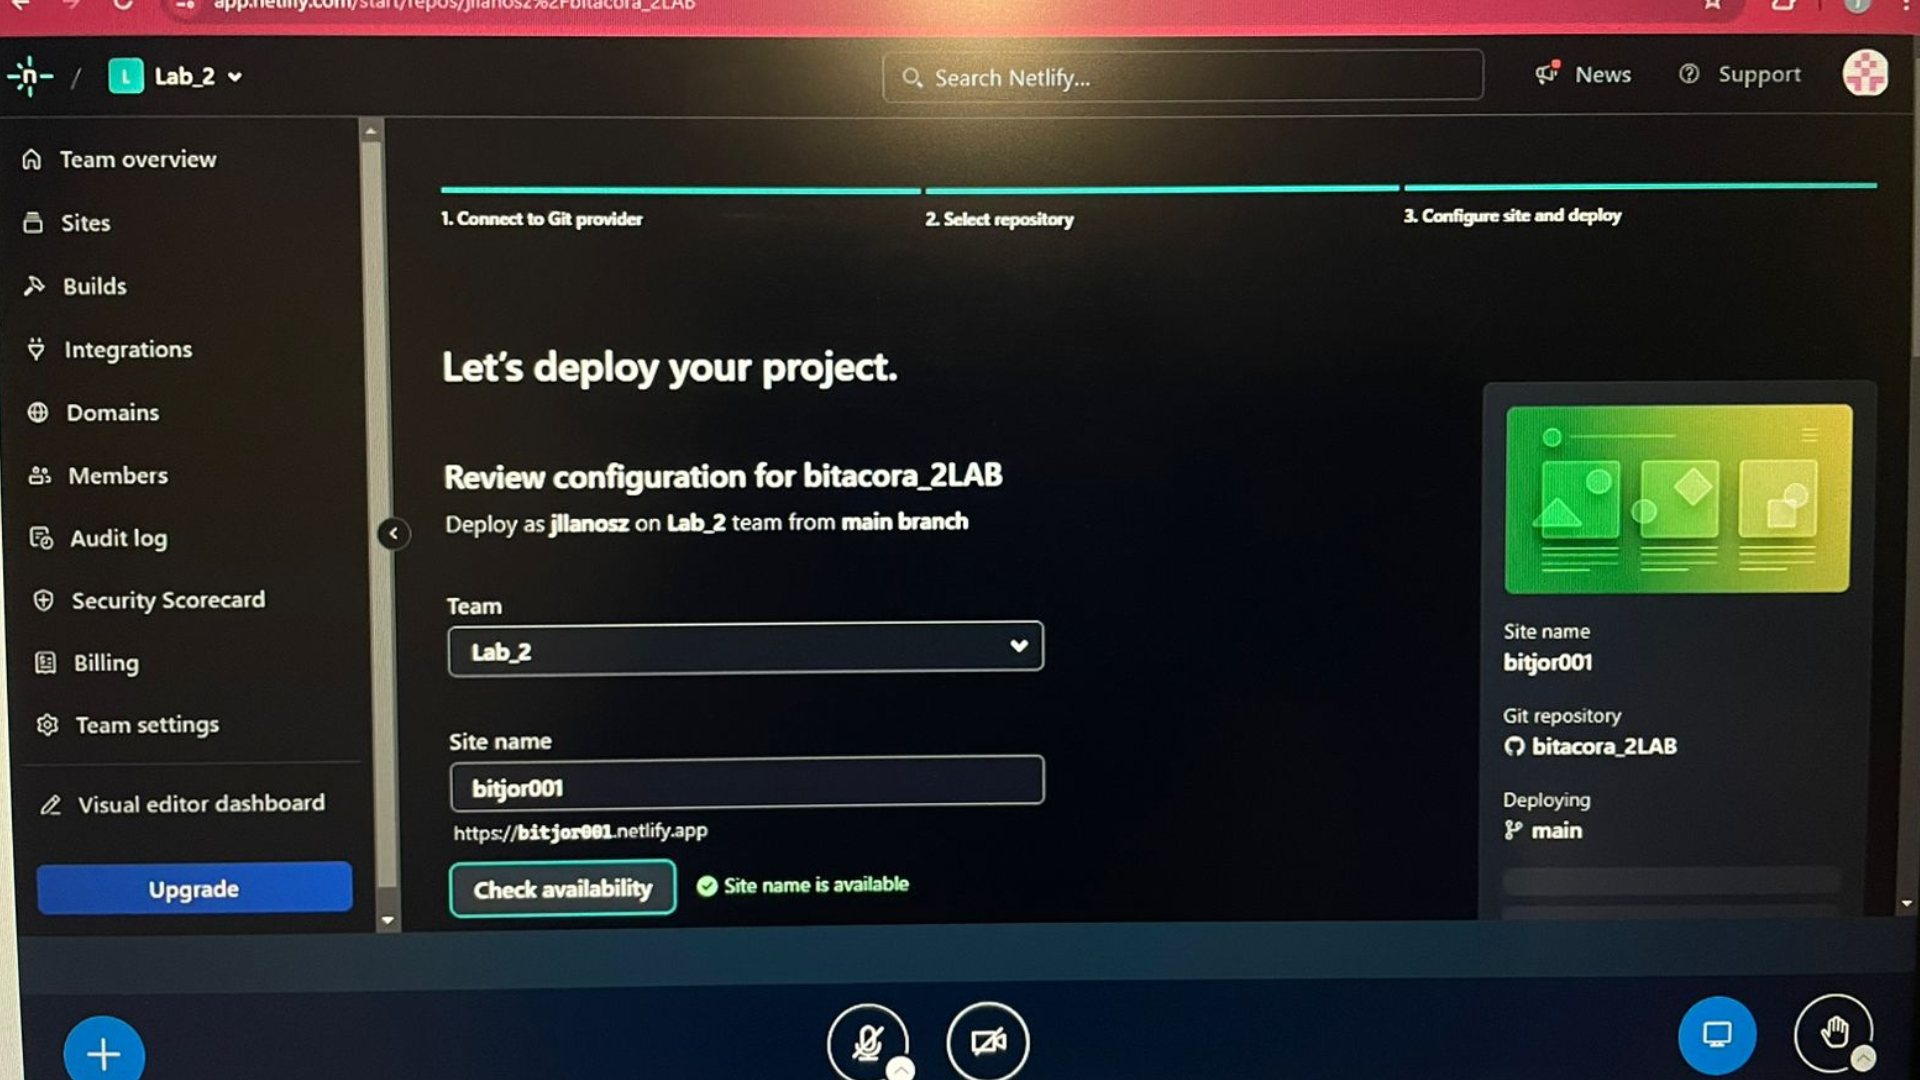 app.netlify.com/start/repos/jllanosz%2Fbitacora_2LAB
/ L Lab_2
Search Netlify...
News
Support
Team overview
Sites
Builds
Integrations
Domains
Members
Audit log
Security Scorecard
Billing
Team settings
Visual editor dashboard
Upgrade
1. Connect to Git provider
2. Select repository
3. Configure site and deploy
Let's deploy your project.
Review configuration for bitacora_2LAB
Deploy as jllanosz on Lab_2 team from main branch
Team
Lab_2
Site name
bitjor001
https://bitjor001.netlify.app
Check availability
Site name is available
Site name
bitjor001
Git repository
bitacora_2LAB
Deploying
main